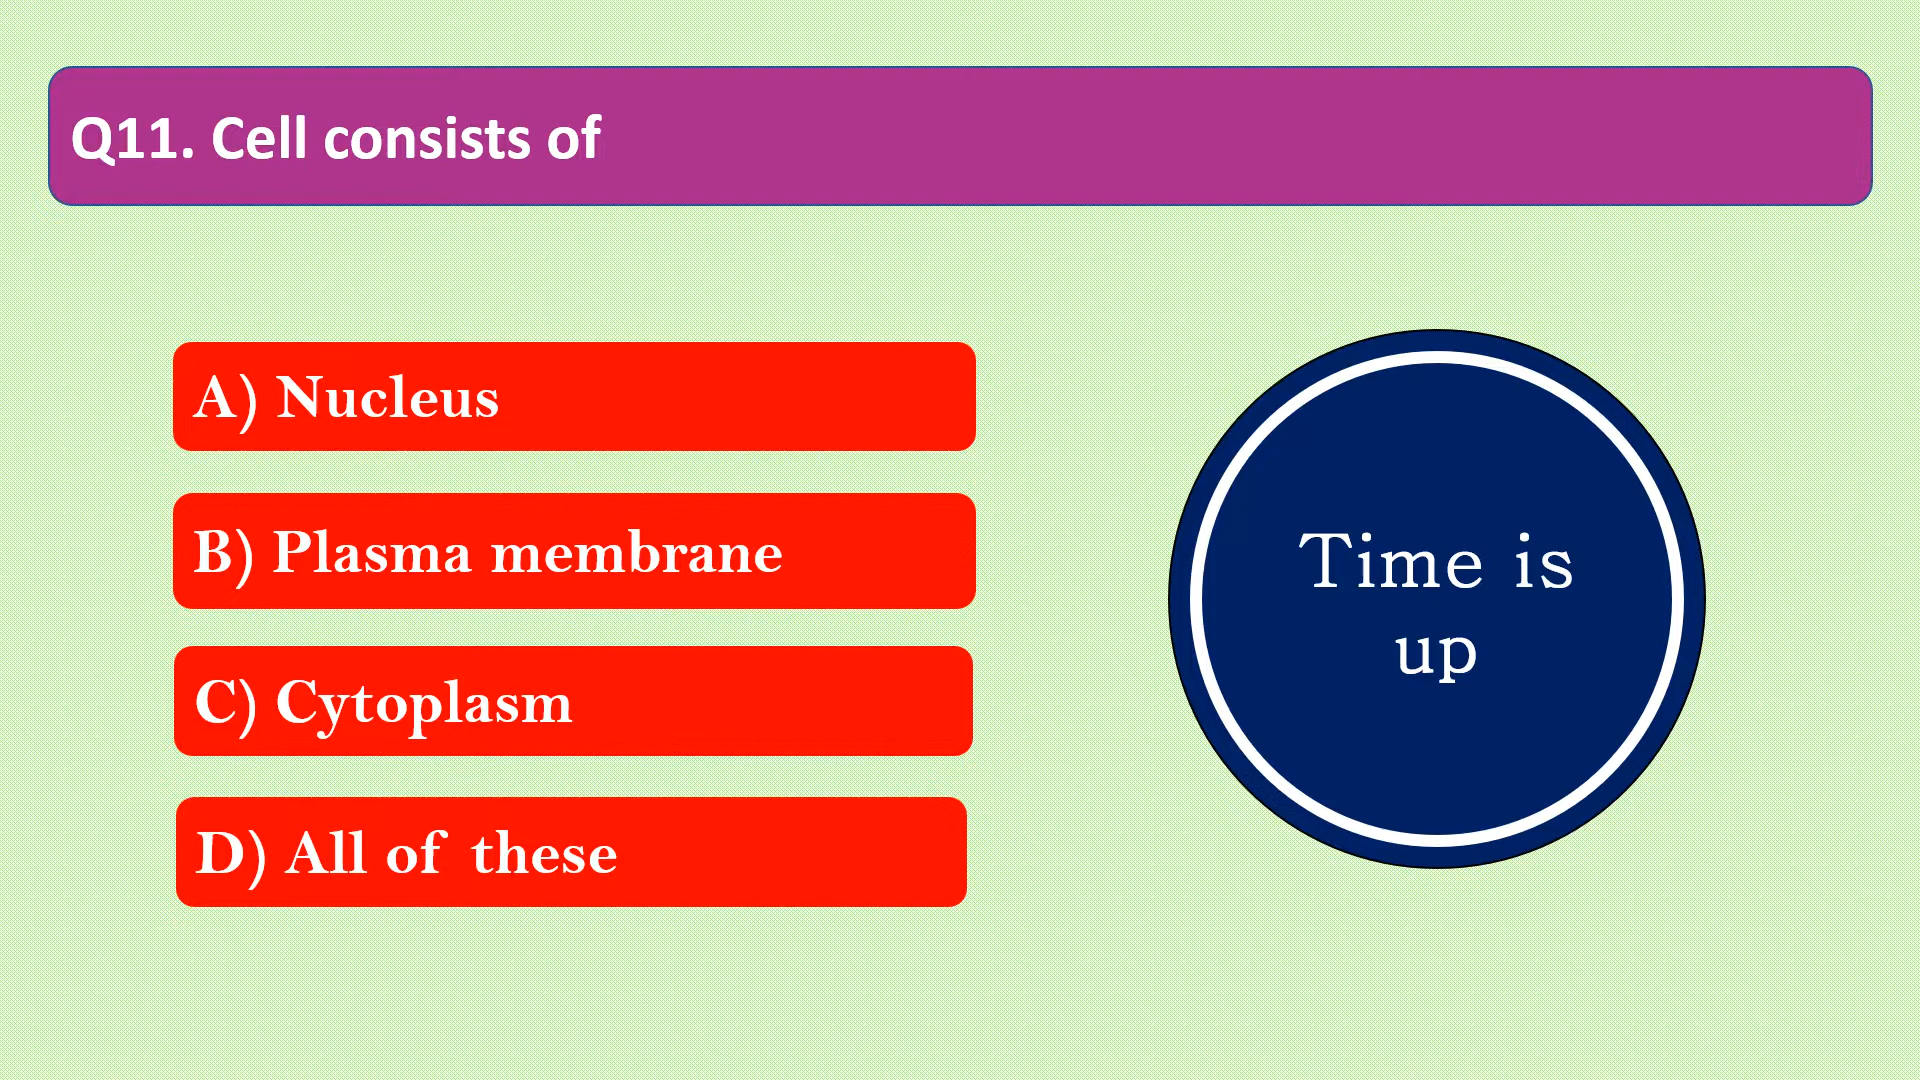 Q11. Cell consists of
A) Nucleus
B) Plasma membrane
C) Cytoplasm
D) All of these
Time is
up